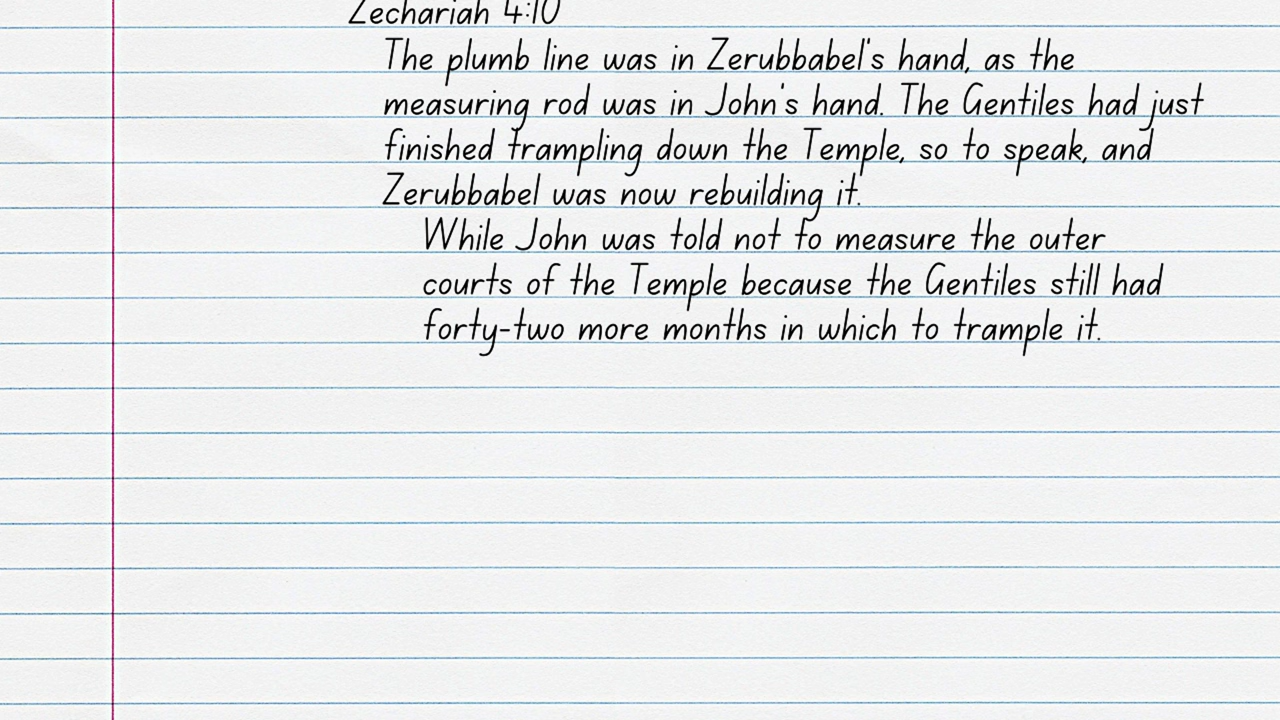 Zechariah 4:10
The plumb line was in Zerubbabel's hand, as the
measuring rod was in John's hand. The Gentiles had just
finished trampling down the Temple, so to speak, and
Zerubbabel was now rebuilding it.
While John was told not to measure the outer
courts of the Temple because the Gentiles still had
forty-two more months in which to trample it.